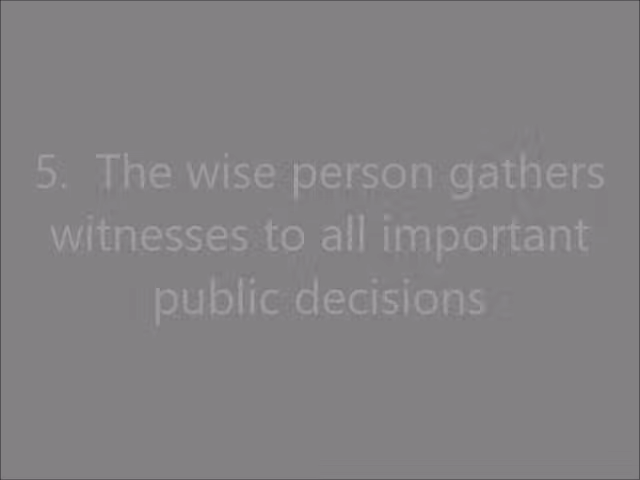 5. The wise person gathers
witnesses to all important
public decisions